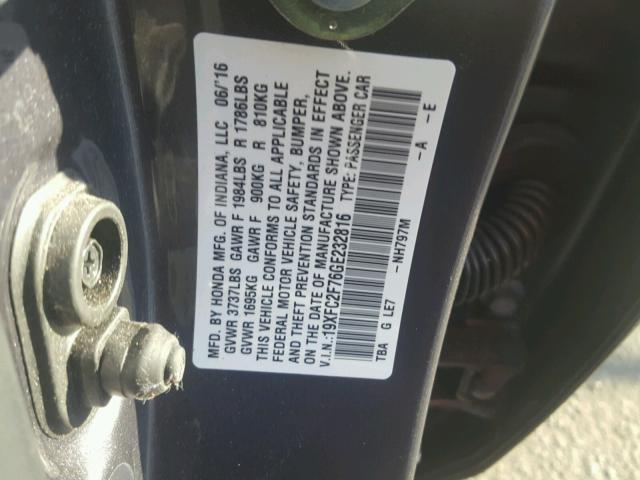 MFD. BY HONDA MFG. OF INDIANA, LLC 06/'16
GVWR 3737LBS GAWR F 1984LBS R 1786LBS
GVWR 1695KG GAWR F 900KG R 810KG
THIS VEHICLE CONFORMS TO ALL APPLICABLE
FEDERAL MOTOR VEHICLE SAFETY, BUMPER,
AND THEFT PREVENTION STANDARDS IN EFFECT
ON THE DATE OF MANUFACTURE SHOWN ABOVE.
V.I.N.:19XFC2F76GE232816 TYPE: PASSENGER CAR
TBA G LE7 -NH797M -A -E